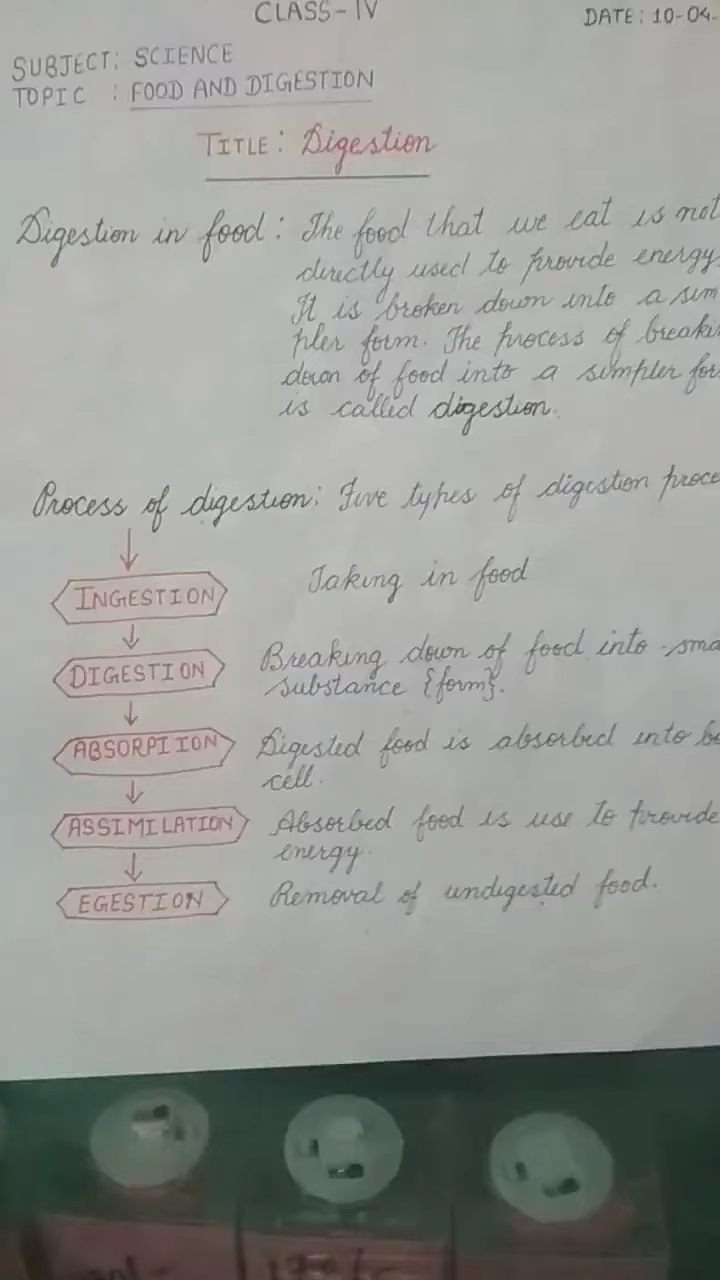 CLASS-IV
DATE: 10-04-
SUBJECT: SCIENCE
TOPIC : FOOD AND DIGESTION
TITLE: Digestion
Digestion in food: The food that we eat is not
directly used to provide energy.
It is broken down into a sim
pler form. The process of breaki
down of food into a simpler for
is called digestion.
Process of digestion: Five types of digestion proce
INGESTION Taking in food
DIGESTION Breaking down of food into sma
substance {form}.
ABSORPTION Digested food is absorbed into b
cell.
ASSIMILATION Absorbed food is use to provide
energy.
EGESTION Removal of undigested food.